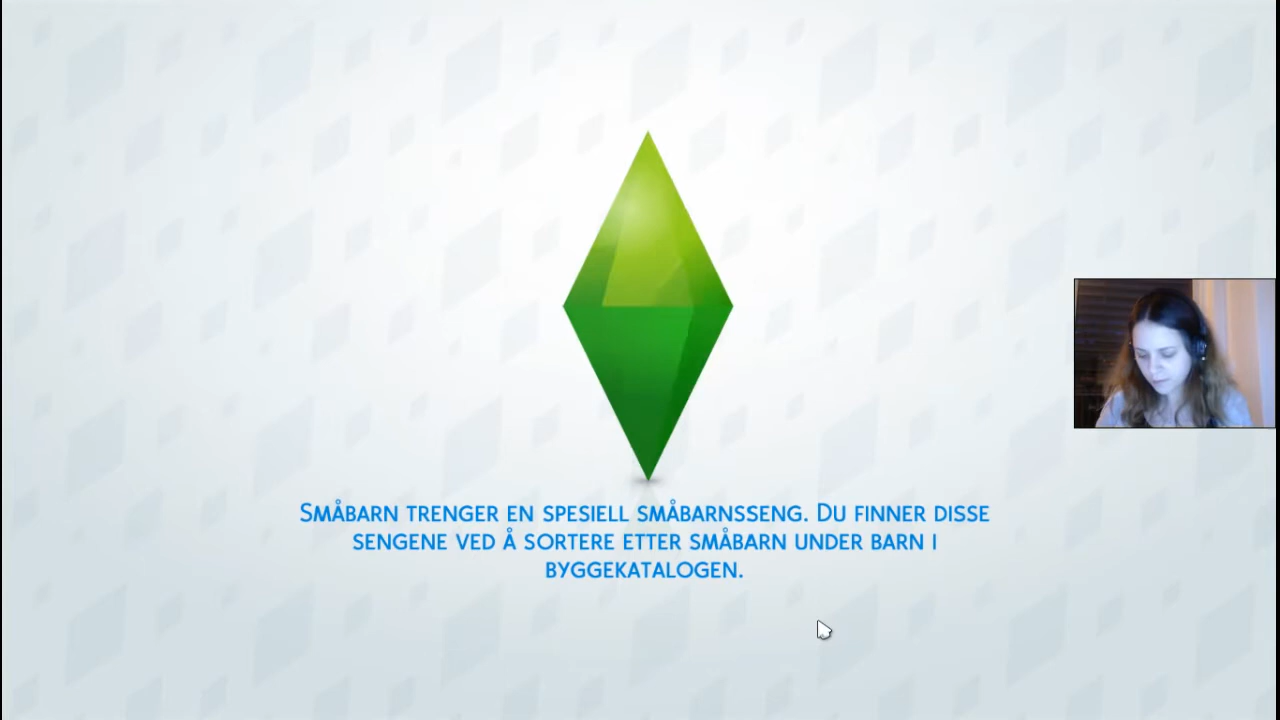 Småbarn trenger en spesiell småbarnsseng. Du finner disse
sengene ved å sortere etter småbarn under barn i
byggekatalogen.